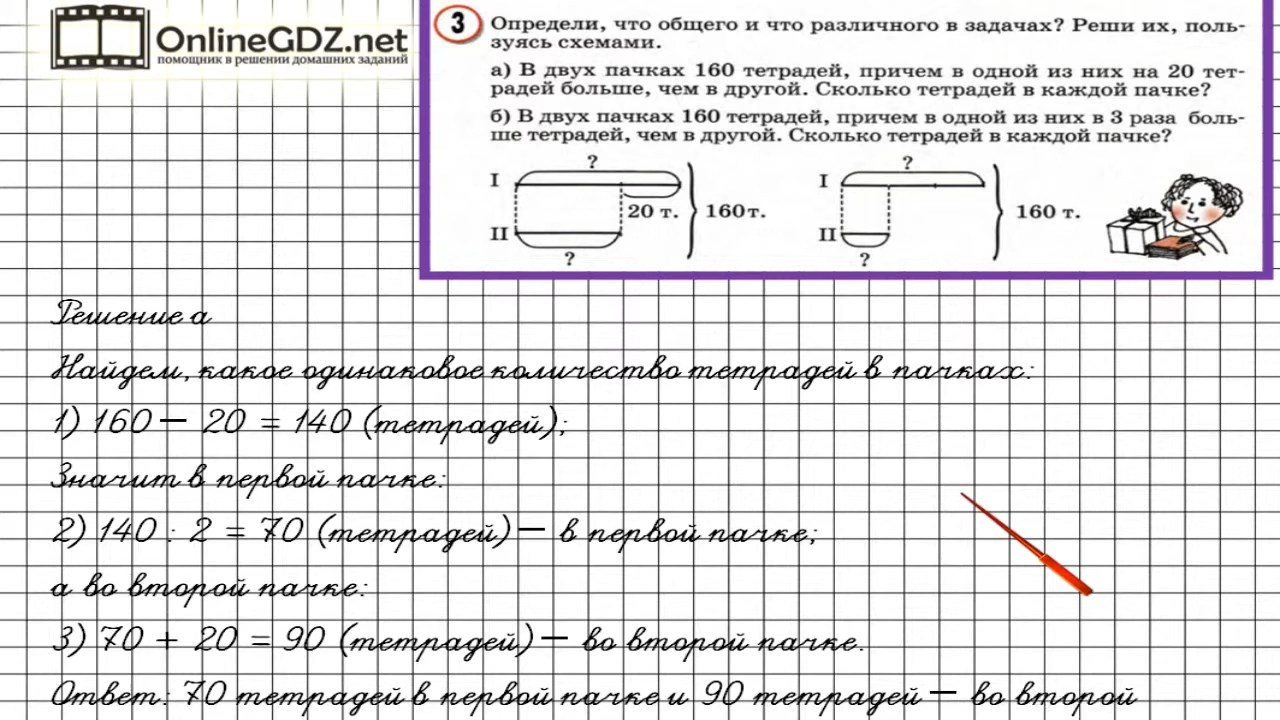 OnlineGDZ.net
помощник в решении домашних заданий
3 Определи, что общего и что различного в задачах? Реши их, поль-
зуясь схемами.
а) В двух пачках 160 тетрадей, причем в одной из них на 20 тет-
радей больше, чем в другой. Сколько тетрадей в каждой пачке?
б) В двух пачках 160 тетрадей, причем в одной из них в 3 раза боль-
ше тетрадей, чем в другой. Сколько тетрадей в каждой пачке?
? ?
I I
20 т. 160т. 160 т.
II II
? ?
Решение а
Найдем, какое одинаковое количество тетрадей в пачках:
1) 160 — 20 = 140 (тетрадей);
Значит в первой пачке:
2) 140 : 2 = 70 (тетрадей) — в первой пачке;
а во второй пачке:
3) 70 + 20 = 90 (тетрадей) — во второй пачке.
Ответ: 70 тетрадей в первой пачке и 90 тетрадей — во второй